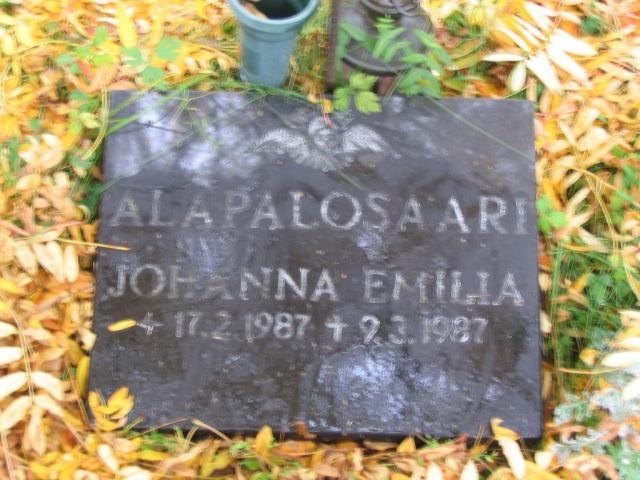 ALAPALOSAARI
JOHANNA EMILIA
+ 17.2.1987 + 9.3.1987